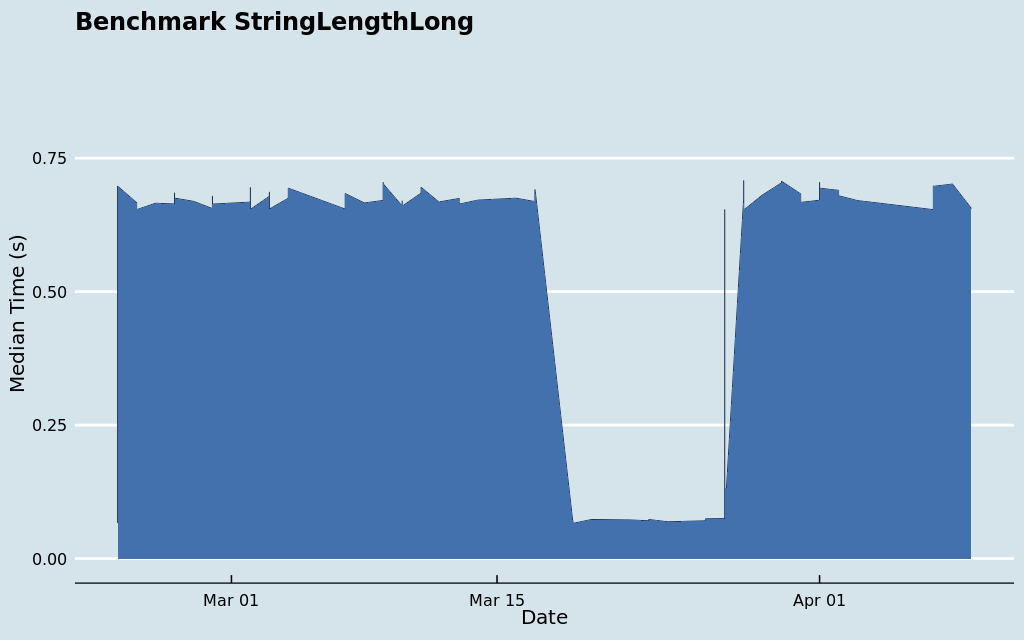 Benchmark StringLengthLong
0.75
0.50
0.25
0.00
Median Time (s)
Mar 01
Mar 15
Apr 01
Date